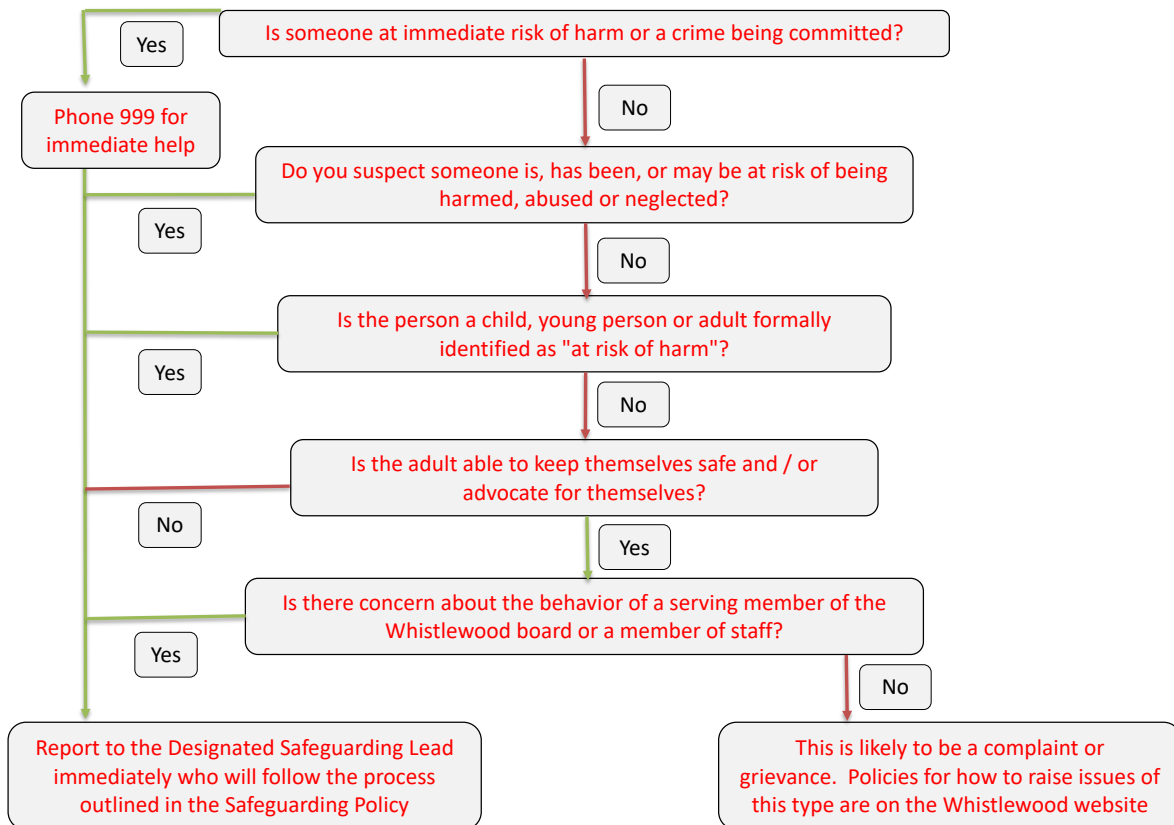 Is someone at immediate risk of harm or a crime being committed?
Yes
No
Phone 999 for
immediate help
Do you suspect someone is, has been, or may be at risk of being
harmed, abused or neglected?
Yes
No
Is the person a child, young person or adult formally
identified as "at risk of harm"?
Yes
No
Is the adult able to keep themselves safe and / or
advocate for themselves?
No
Yes
Is there concern about the behavior of a serving member of the
Whistlewood board or a member of staff?
Yes
No
Report to the Designated Safeguarding Lead
immediately who will follow the process
outlined in the Safeguarding Policy
This is likely to be a complaint or
grievance.  Policies for how to raise issues of
this type are on the Whistlewood website